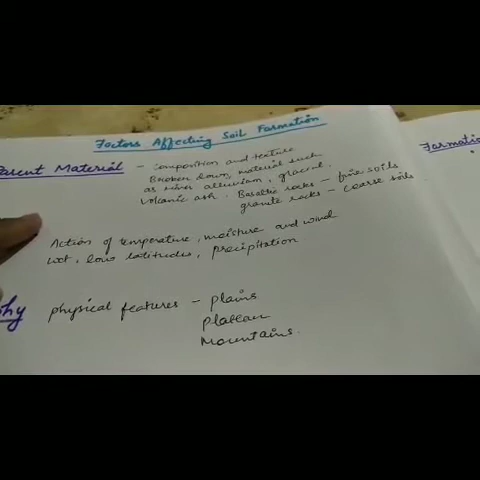 Factors Affecting Soil Formation
Parent Material - composition and texture
Broken down, material such
as river alluvium, glacial
volcanic ash. Basaltic rocks - fine soils
granite rocks - coarse soils
Action of temperature, moisture and wind
wet, low latitudes, precipitation
hy physical features - plains
plateau
Mountains.
Formatio